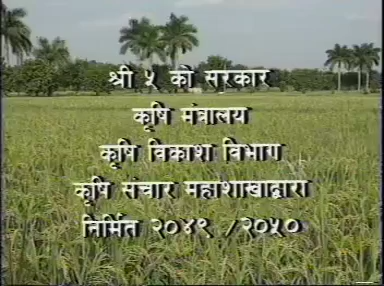 श्री ५ को सरकार
कृषि मंत्रालय
कृषि विकाश विभाग
कृषि संचार महाशाखाद्वारा
निर्मित २०४९ /२०५०